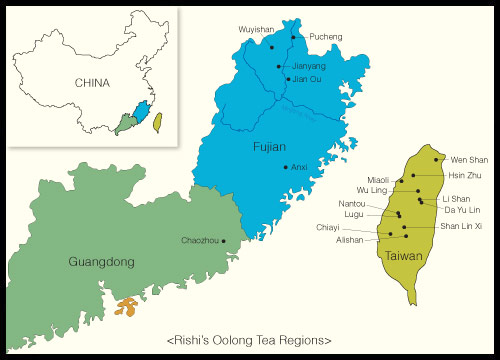 Wuyishan
Pucheng
CHINA
Jianyang
Jian Ou
Fujian
Anxi
Wen Shan
Hsin Zhu
Miaoli
Wu Ling
Li Shan
Nantou
Da Yu Lin
Lugu
Shan Lin Xi
Chiayi
Alishan
Chaozhou
Taiwan
Guangdong
<Rishi's Oolong Tea Regions>